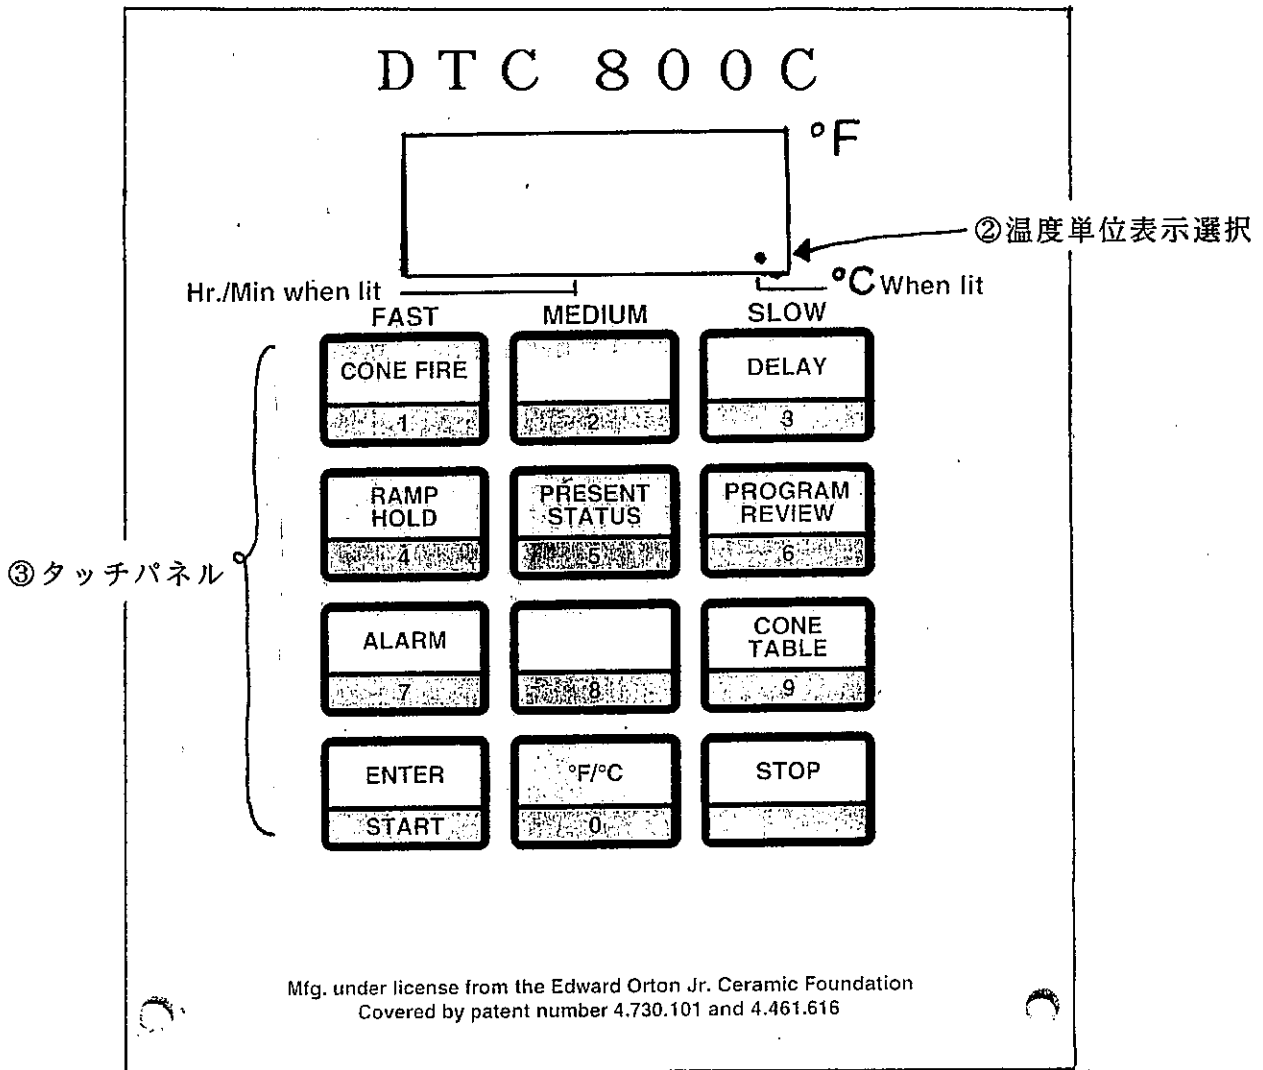 DTC 800C
°F
②温度単位表示選択
Hr./Min when lit
°C When lit
FAST MEDIUM SLOW
CONE FIRE
1
2
DELAY
3
RAMP
HOLD
4
PRESENT
STATUS
5
PROGRAM
REVIEW
6
③タッチパネル
ALARM
7
8
CONE
TABLE
9
ENTER
START
°F/°C
0
STOP
Mfg. under license from the Edward Orton Jr. Ceramic Foundation
Covered by patent number 4.730.101 and 4.461.616